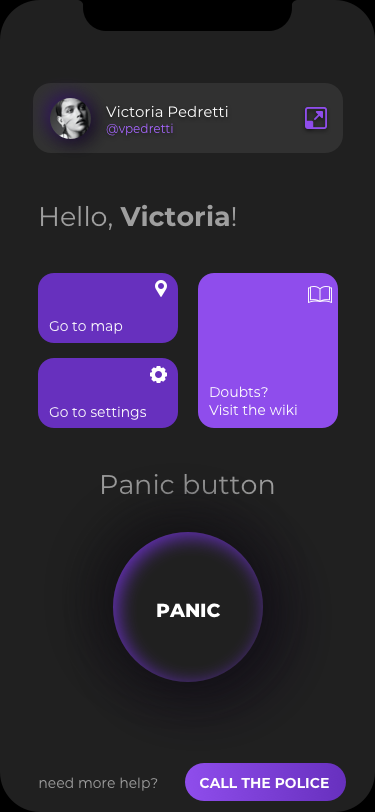 Victoria Pedretti
@vpedretti
Hello, Victoria!
Go to map
Go to settings
Doubts?
Visit the wiki
Panic button
PANIC
need more help?
CALL THE POLICE